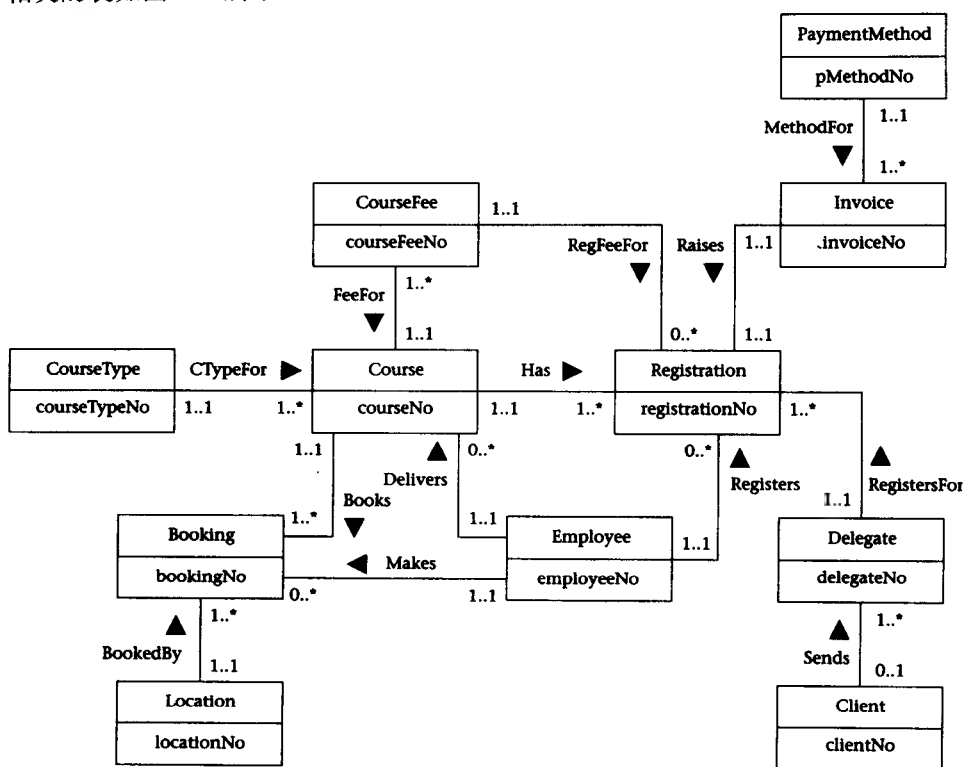 PaymentMethod
pMethodNo
1..1
MethodFor
1..*
CourseFee
courseFeeNo
1..1
Invoice
invoiceNo
RegFeeFor
Raises
1..1
FeeFor
1..*
1..1
0..*
1..1
CourseType
courseTypeNo
CTypeFor
1..1
1..*
Course
courseNo
Has
1..1
1..*
Registration
registrationNo
1..*
1..1
0..*
0..*
Delivers
Registers
RegistersFor
Books
1..*
1..1
1..1
1..1
Booking
bookingNo
Makes
0..*
1..1
Employee
employeeNo
Delegate
delegateNo
1..*
BookedBy
1..1
1..*
Sends
0..1
Location
locationNo
Client
clientNo